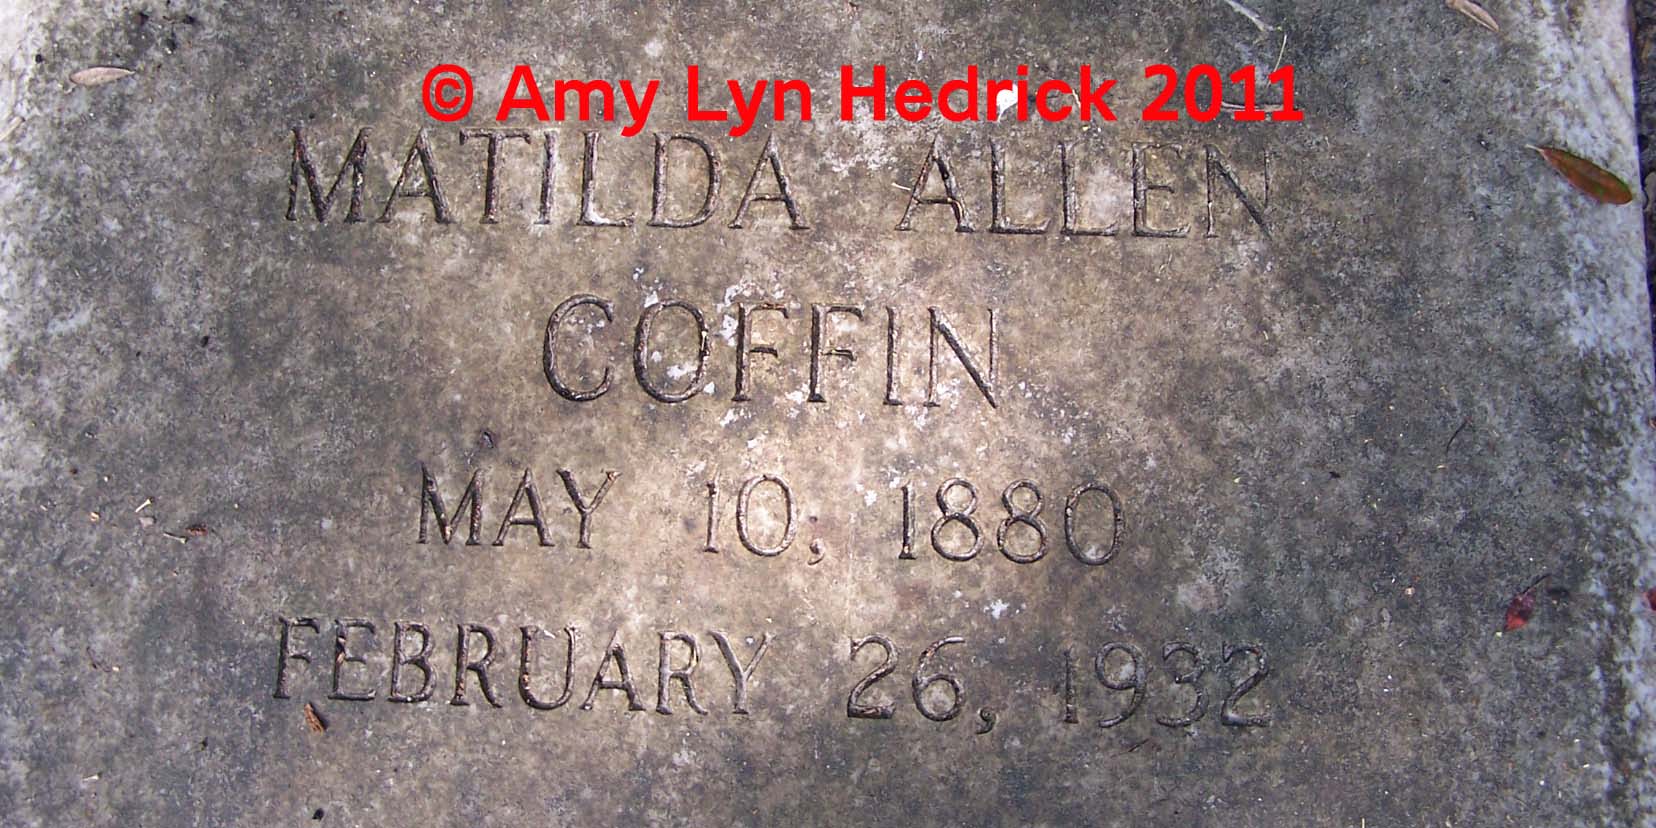 © Amy Lyn Hedrick 2011
MATILDA ALLEN
COFFIN
MAY 10, 1880
FEBRUARY 26, 1932